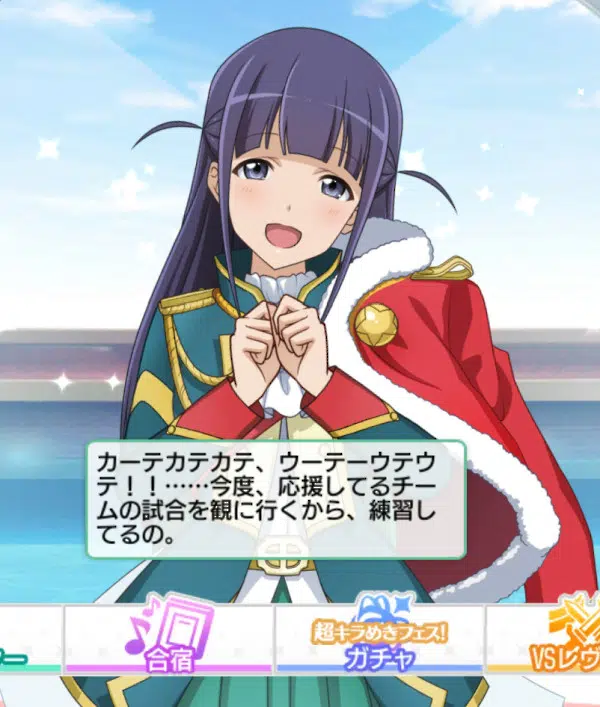 カーテカテカテ、ウーテーウテウ
テ！！……今度、応援してるチー
ムの試合を観に行くから、練習し
てるの。
合宿
超キラめきフェス!
ガチャ
VSレヴ